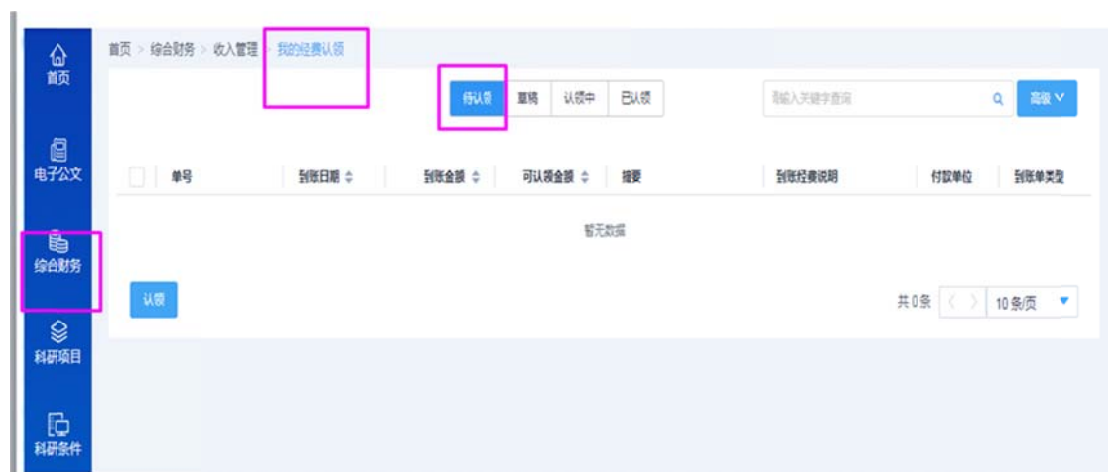 首页 > 综合财务 > 收入管理 > 我的经费认领
首页
待认领 草稿 认领中 已认领 请输入关键字查询 高级
电子公文
单号 到账日期 到账金额 可认领金额 摘要 到账经费说明 付款单位 到账单类型
暂无数据
综合财务
认领 共0条 10条/页
科研项目
科研条件